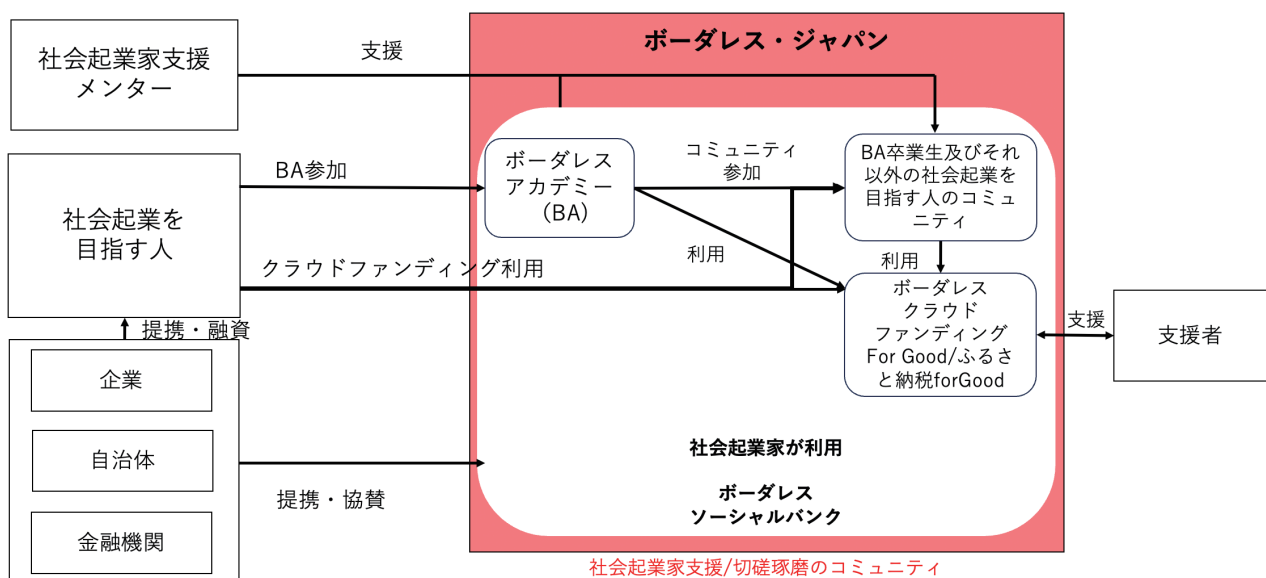 ボーダレス・ジャパン
社会起業家支援
メンター
支援
社会起業を
目指す人
BA参加
ボーダレス
アカデミー
（BA）
コミュニティ
参加
BA卒業生及びそれ
以外の社会起業を
目指す人のコミュ
ニティ
クラウドファンディング利用
利用
利用
ボーダレス
クラウド
ファンディング
For Good/ふるさ
と納税forGood
支援
支援者
提携・融資
企業
自治体
金融機関
提携・協賛
社会起業家が利用
ボーダレス
ソーシャルバンク
社会起業家支援/切磋琢磨のコミュニティ